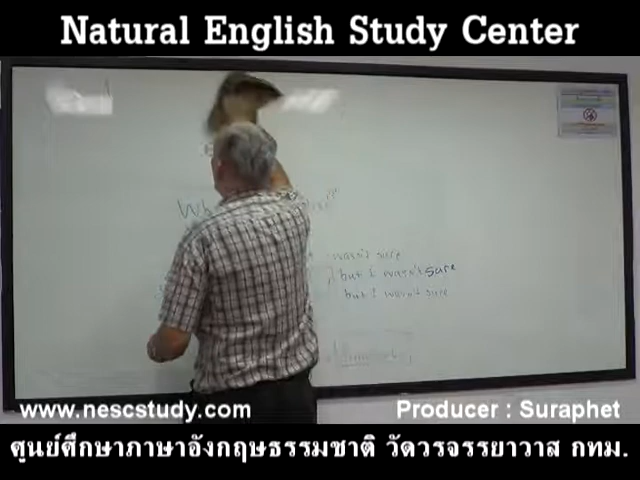 Natural English Study Center
wasn't sure
but I wasn't sure
but I wasn't sure
www.nescstudy.com
Producer : Suraphet
ศูนย์ศึกษาภาษาอังกฤษธรรมชาติ วัดวรจรรยาวาส กทม.